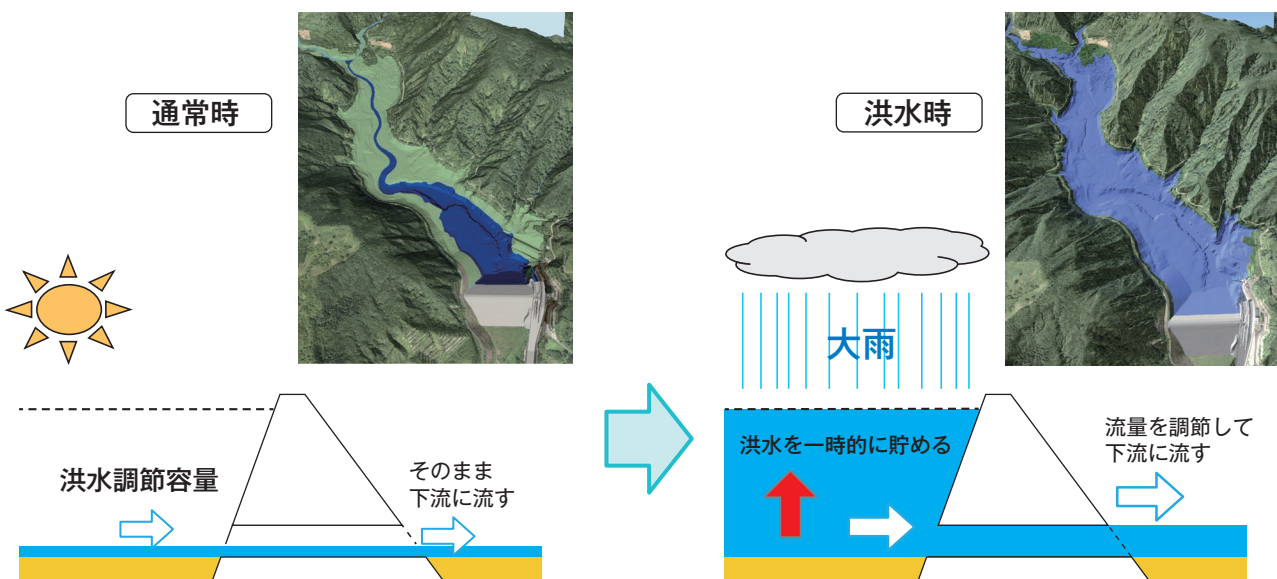 通常時
洪水調節容量
そのまま
下流に流す
洪水時
大雨
洪水を一時的に貯める
流量を調節して
下流に流す